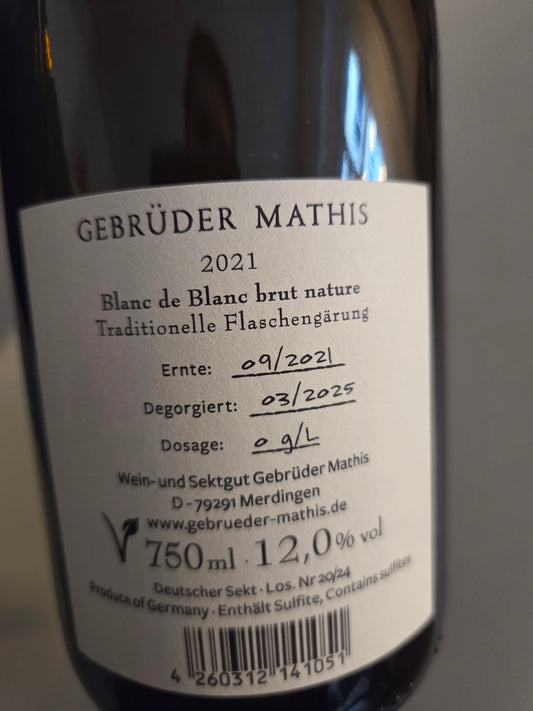 GEBRÜDER MATHIS
2021
Blanc de Blanc brut nature
Traditionelle Flaschengärung
Ernte: 09/2021
Degorgiert: 03/2025
Dosage: 0 g/L
Wein- und Sektgut Gebrüder Mathis
D - 79291 Merdingen
www.gebrueder-mathis.de
750ml · 12,0% vol
Deutscher Sekt · Los. Nr 20/24
Produce of Germany · Enthält Sulfite, Contains sulfites
4 260312 141051